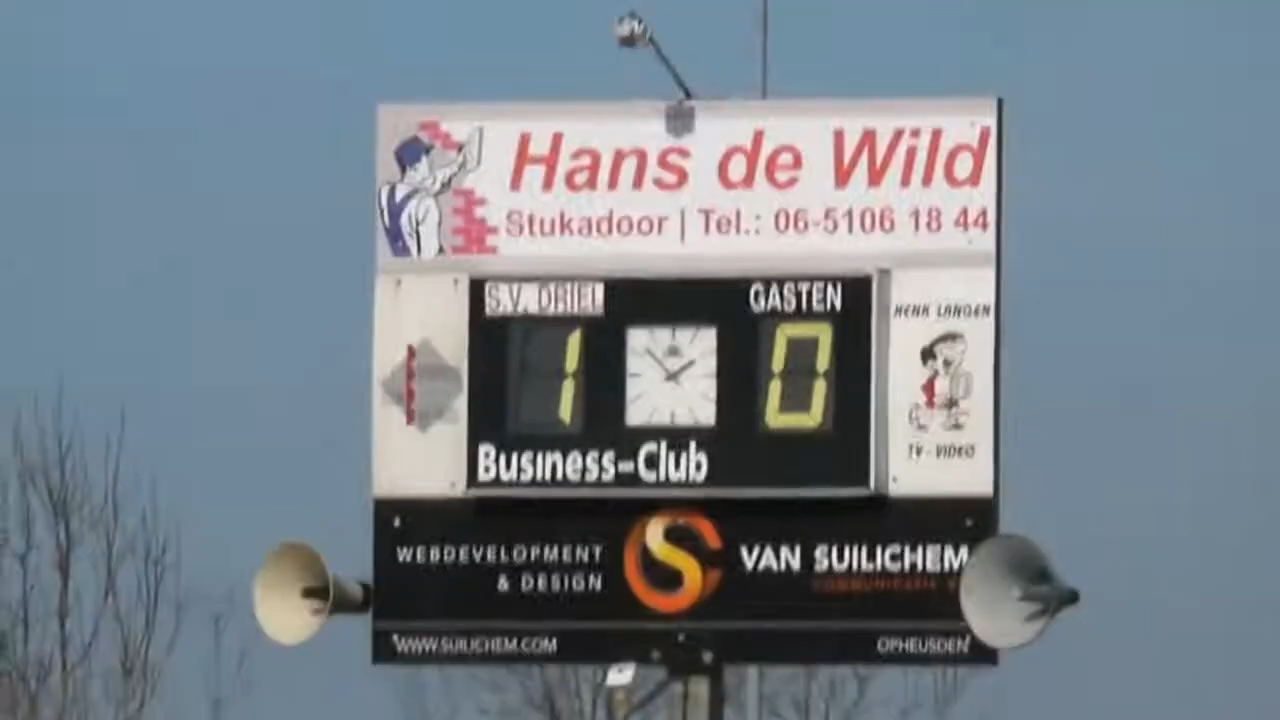 Hans de Wild
Stukadoor | Tel.: 06-5106 18 44
S.V. DRIEL
GASTEN
1
0
HENK LANGEN
TV-VIDEO
Business-Club
WEBDEVELOPMENT
& DESIGN
VAN SUILICHEM
COMMUNICATIE
WWW.SUILICHEM.COM
OPHEUSDEN